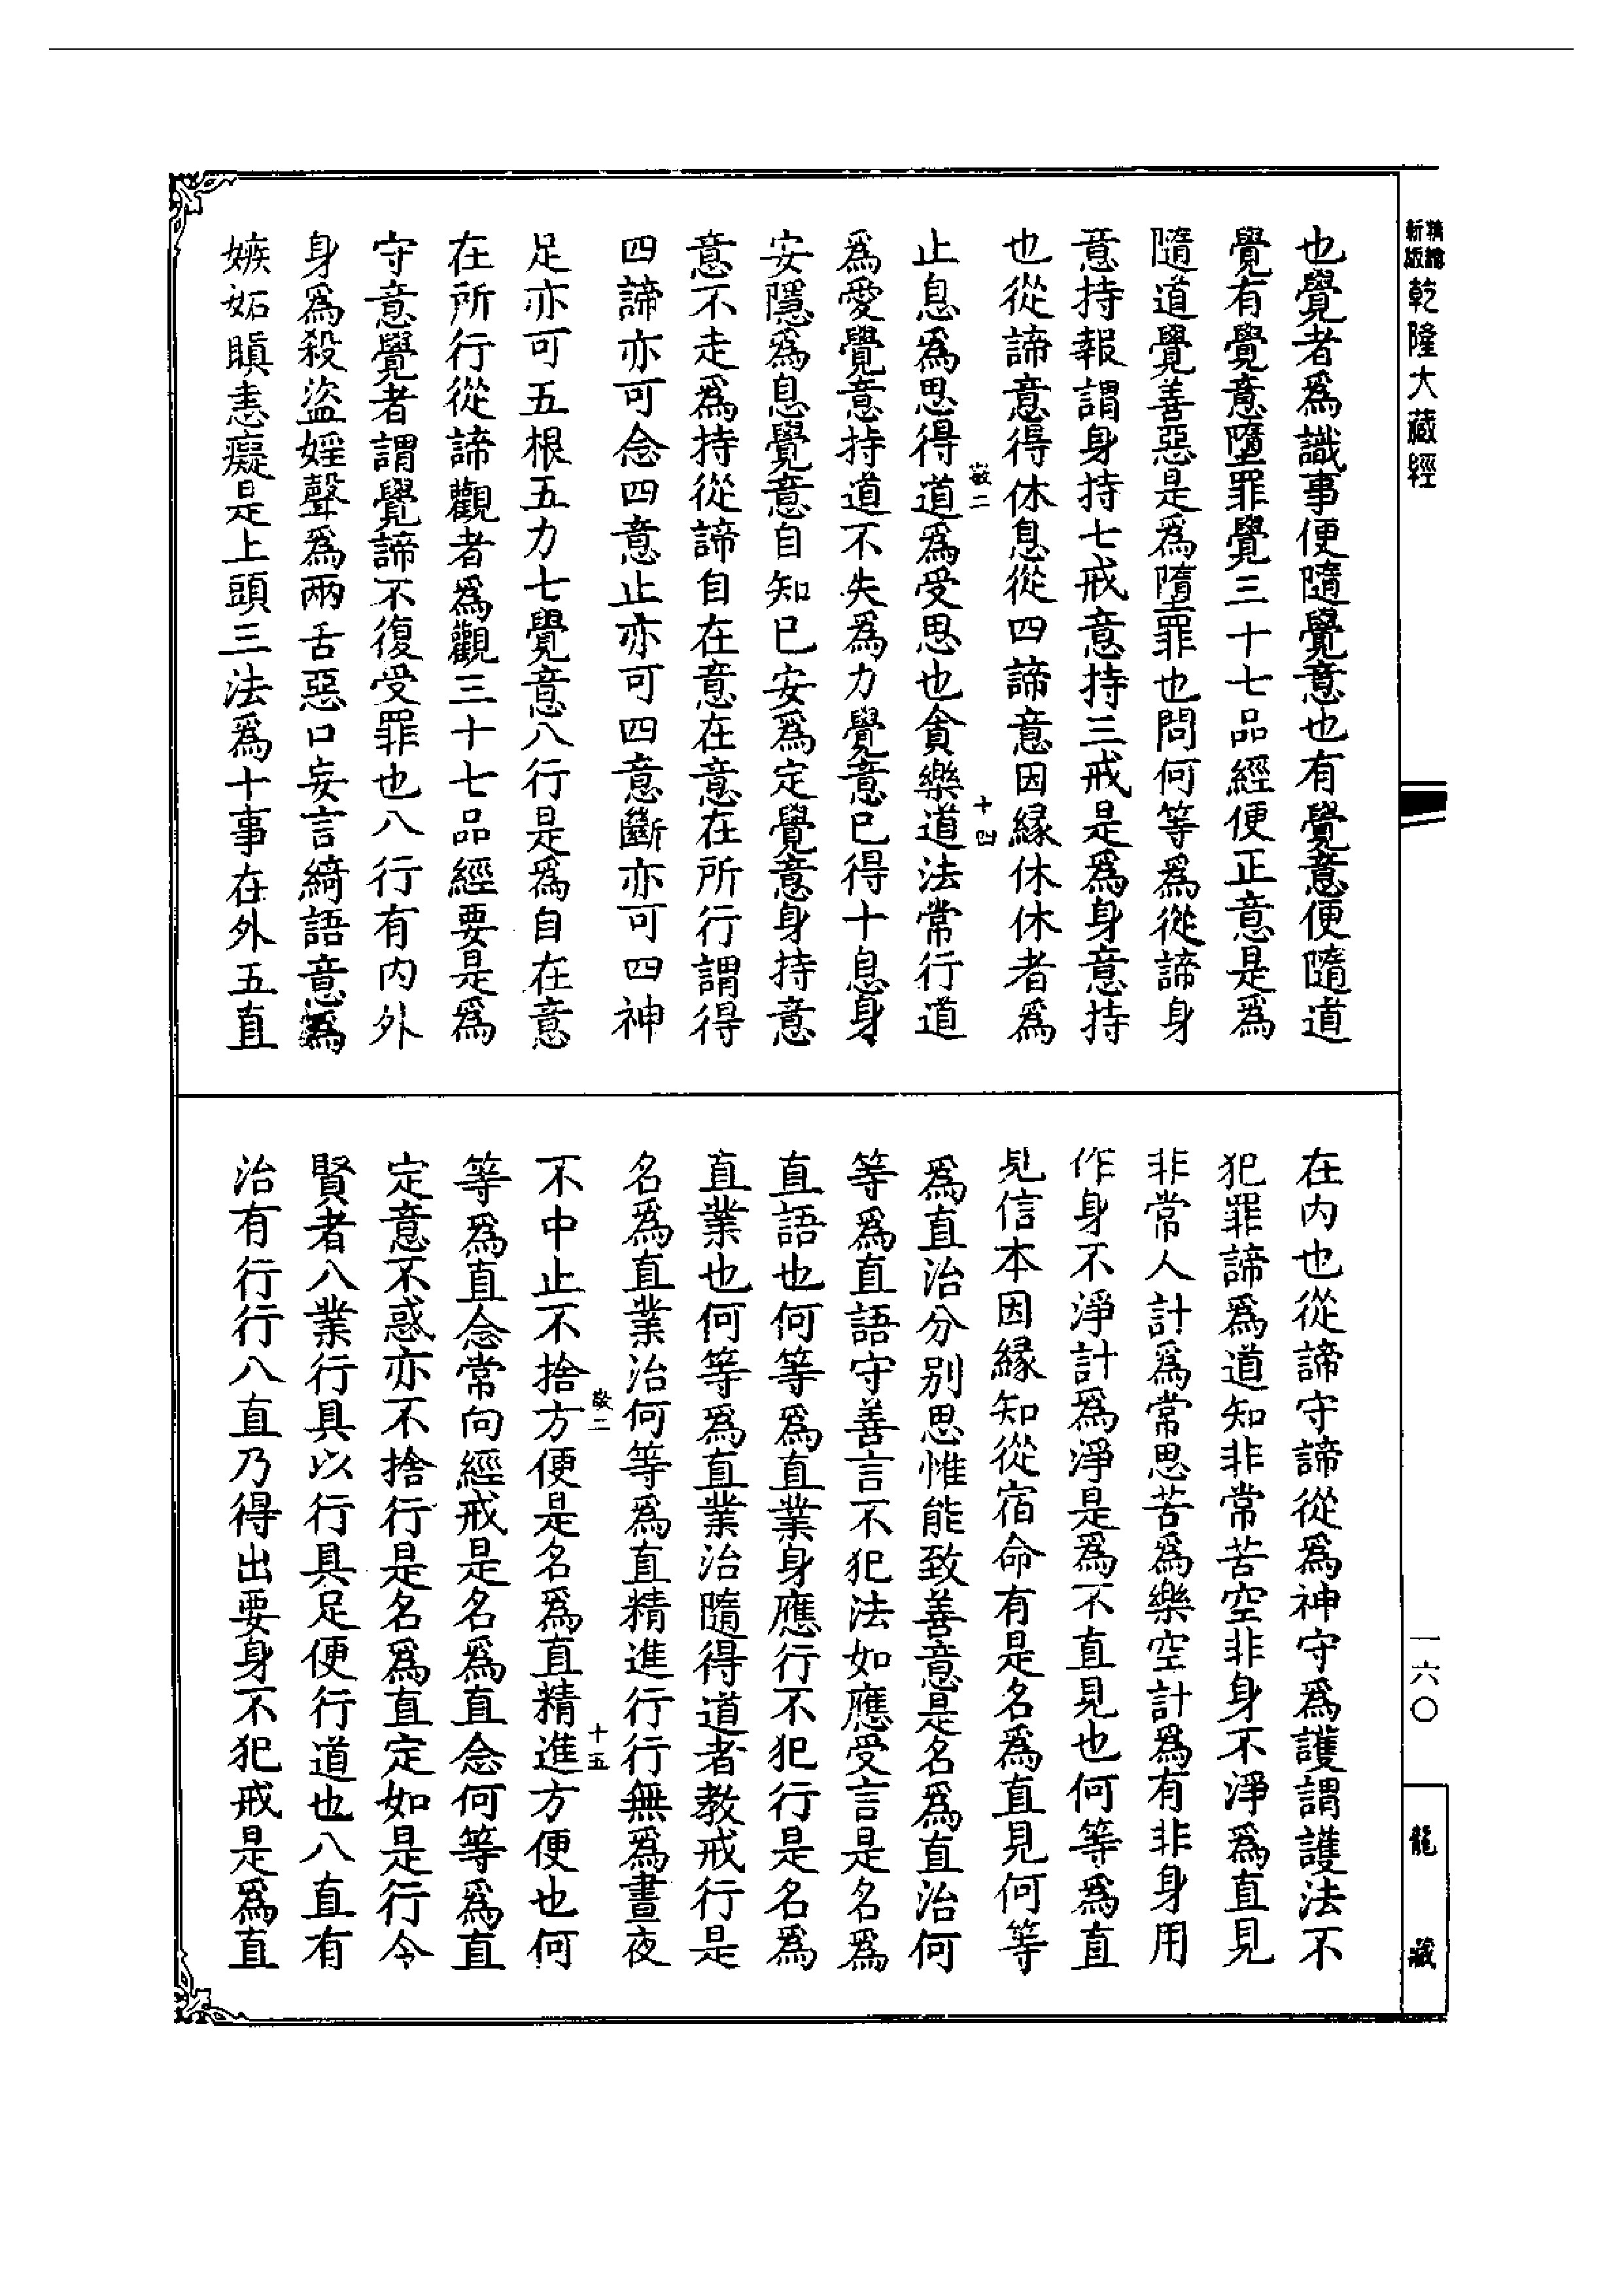 精繕
新版
乾隆大藏經
也覺者爲識事便隨覺意也有覺意便隨道
覺有覺意墮罪覺三十七品經便正意是爲
隨道覺善惡是爲墮罪也問何等爲從諦身
意持報謂身持七戒意持三戒是爲身意持
也從諦意得休息從四諦意因緣休休者爲
敬二
十四
止息爲思得道爲受思也貪樂道法常行道
爲愛覺意持道不失爲力覺意已得十息身
安隱爲息覺意自知已安爲定覺意身持意
意不走爲持從諦自在意在意在所行謂得
四諦亦可念四意止亦可四意斷亦可四神
足亦可五根五力七覺意八行是爲自在意
在所行從諦觀者爲觀三十七品經要是爲
守意覺者謂覺諦不復受罪也八行有内外
身爲殺盗婬聲爲兩舌惡口妄言綺語意爲
嫉妬瞋恚癡是上頭三法爲十事在外五直
在内也從諦守諦從爲神守爲護謂護法不
犯罪諦爲道知非常苦空非身不淨爲直見
非常人計爲常思苦爲樂空計爲有非身用
作身不淨計爲淨是爲不直見也何等爲直
見信本因緣知從宿命有是名爲直見何等
爲直治分别思惟能致善意是名爲直治何
等爲直語守善言不犯法如應受言是名爲
直語也何等爲直業身應行不犯行是名爲
直業也何等爲直業治隨得道者教戒行是
名爲直業治何等爲直精進行行無爲晝夜
敬二
十五
不中止不捨方便是名爲直精進方便也何
等爲直念常向經戒是名爲直念何等爲直
定意不惑亦不捨行是名爲直定如是行令
賢者八業行具以行具足便行道也八直有
治有行行八直乃得出要身不犯戒是爲直
一六〇
龍藏